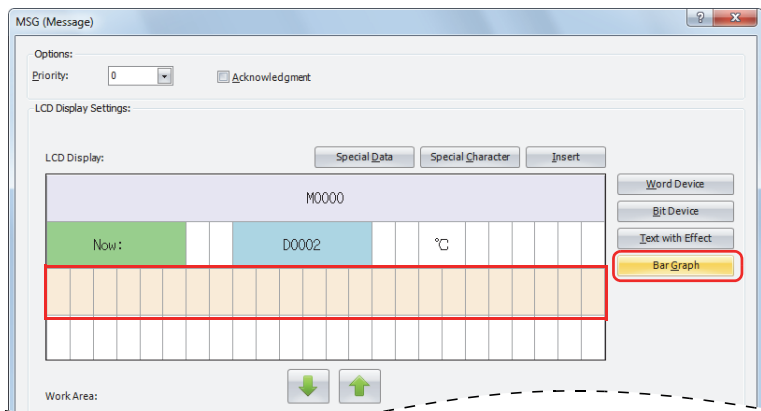 MSG (Message)
Options:
Priority: 0 Acknowledgment
LCD Display Settings:
LCD Display: Special Data Special Character Insert
M0000 Word Device
Bit Device
Now: D0002 °C Text with Effect
Bar Graph
Work Area: